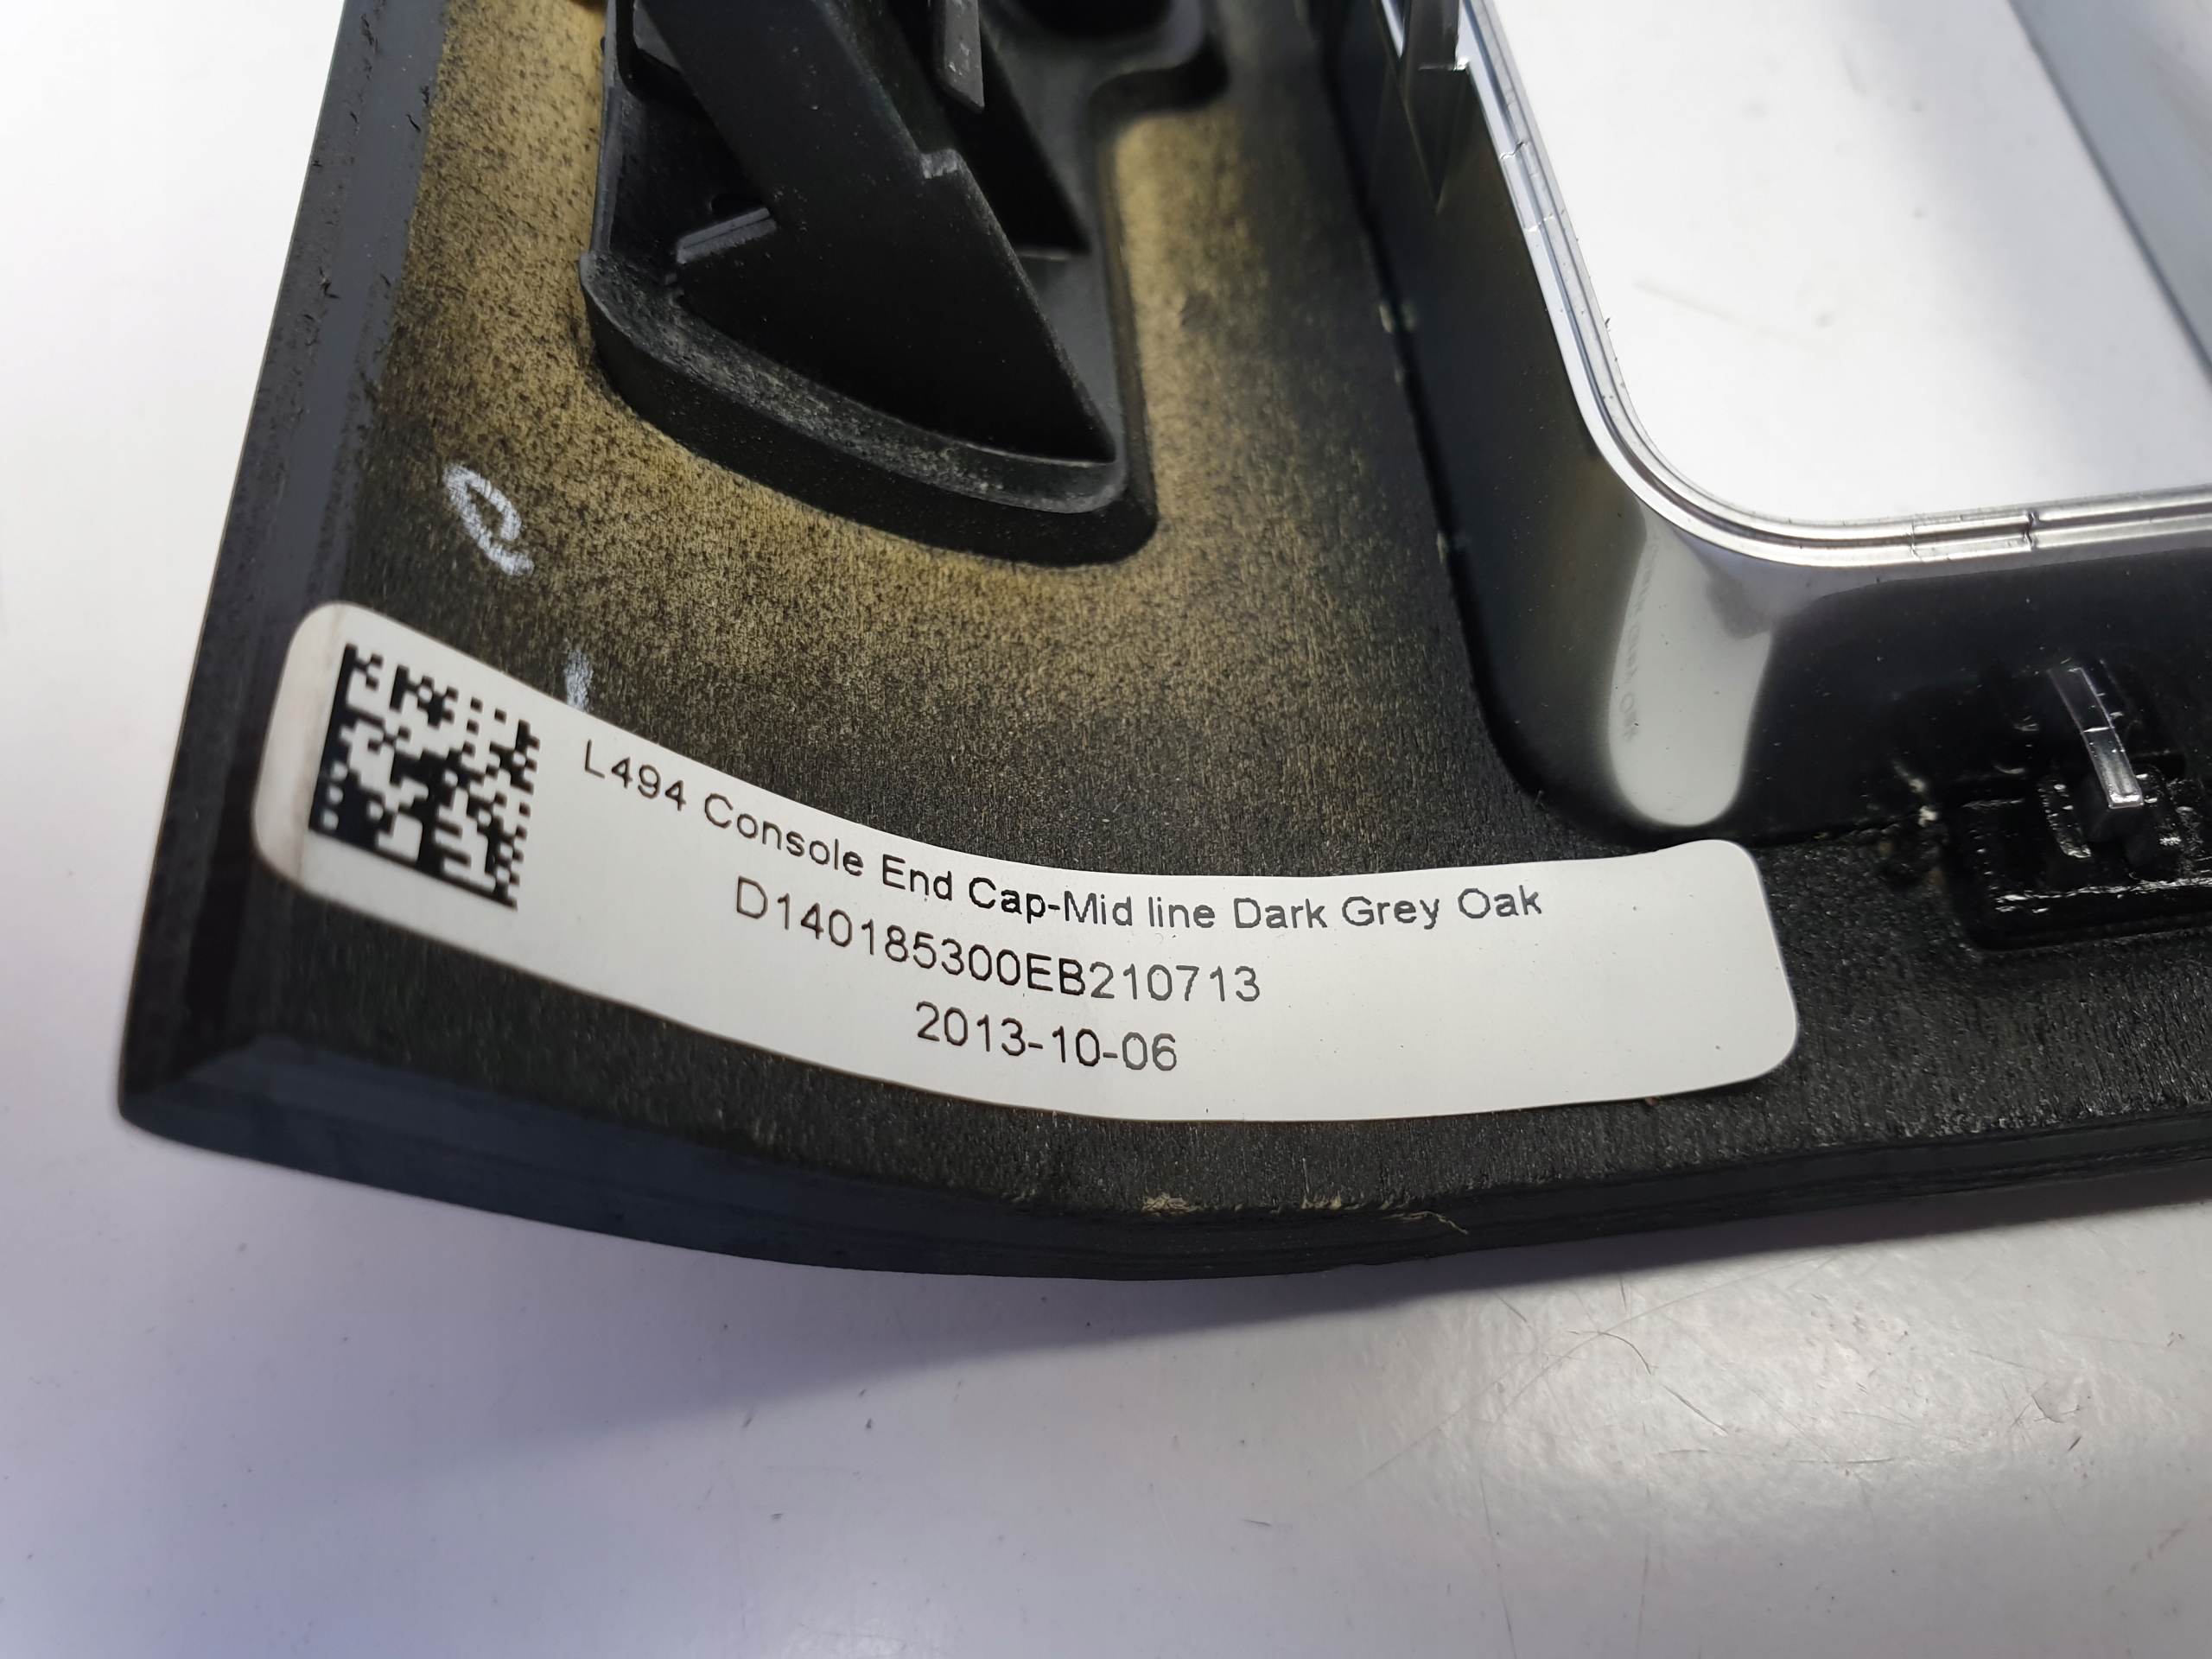 L494 Console End Cap-Mid line Dark Grey Oak
D140185300EB210713
2013-10-06